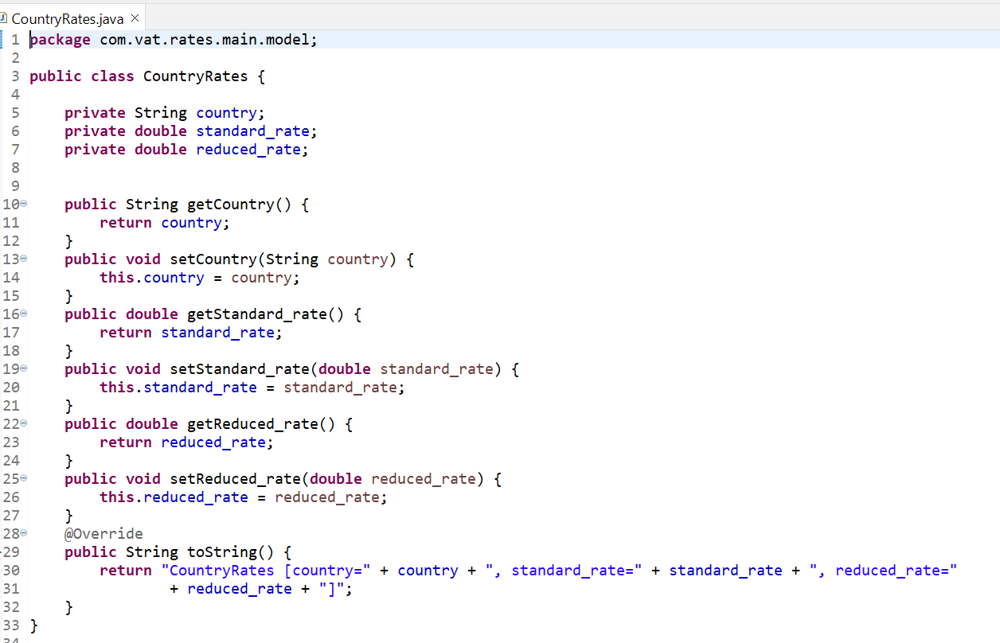 CountryRates.java
1 package com.vat.rates.main.model;
2
3 public class CountryRates {
4
5     private String country;
6     private double standard_rate;
7     private double reduced_rate;
8
9
10     public String getCountry() {
11         return country;
12     }
13     public void setCountry(String country) {
14         this.country = country;
15     }
16     public double getStandard_rate() {
17         return standard_rate;
18     }
19     public void setStandard_rate(double standard_rate) {
20         this.standard_rate = standard_rate;
21     }
22     public double getReduced_rate() {
23         return reduced_rate;
24     }
25     public void setReduced_rate(double reduced_rate) {
26         this.reduced_rate = reduced_rate;
27     }
28     @Override
29     public String toString() {
30         return "CountryRates [country=" + country + ", standard_rate=" + standard_rate + ", reduced_rate="
31                 + reduced_rate + "]";
32     }
33 }
34